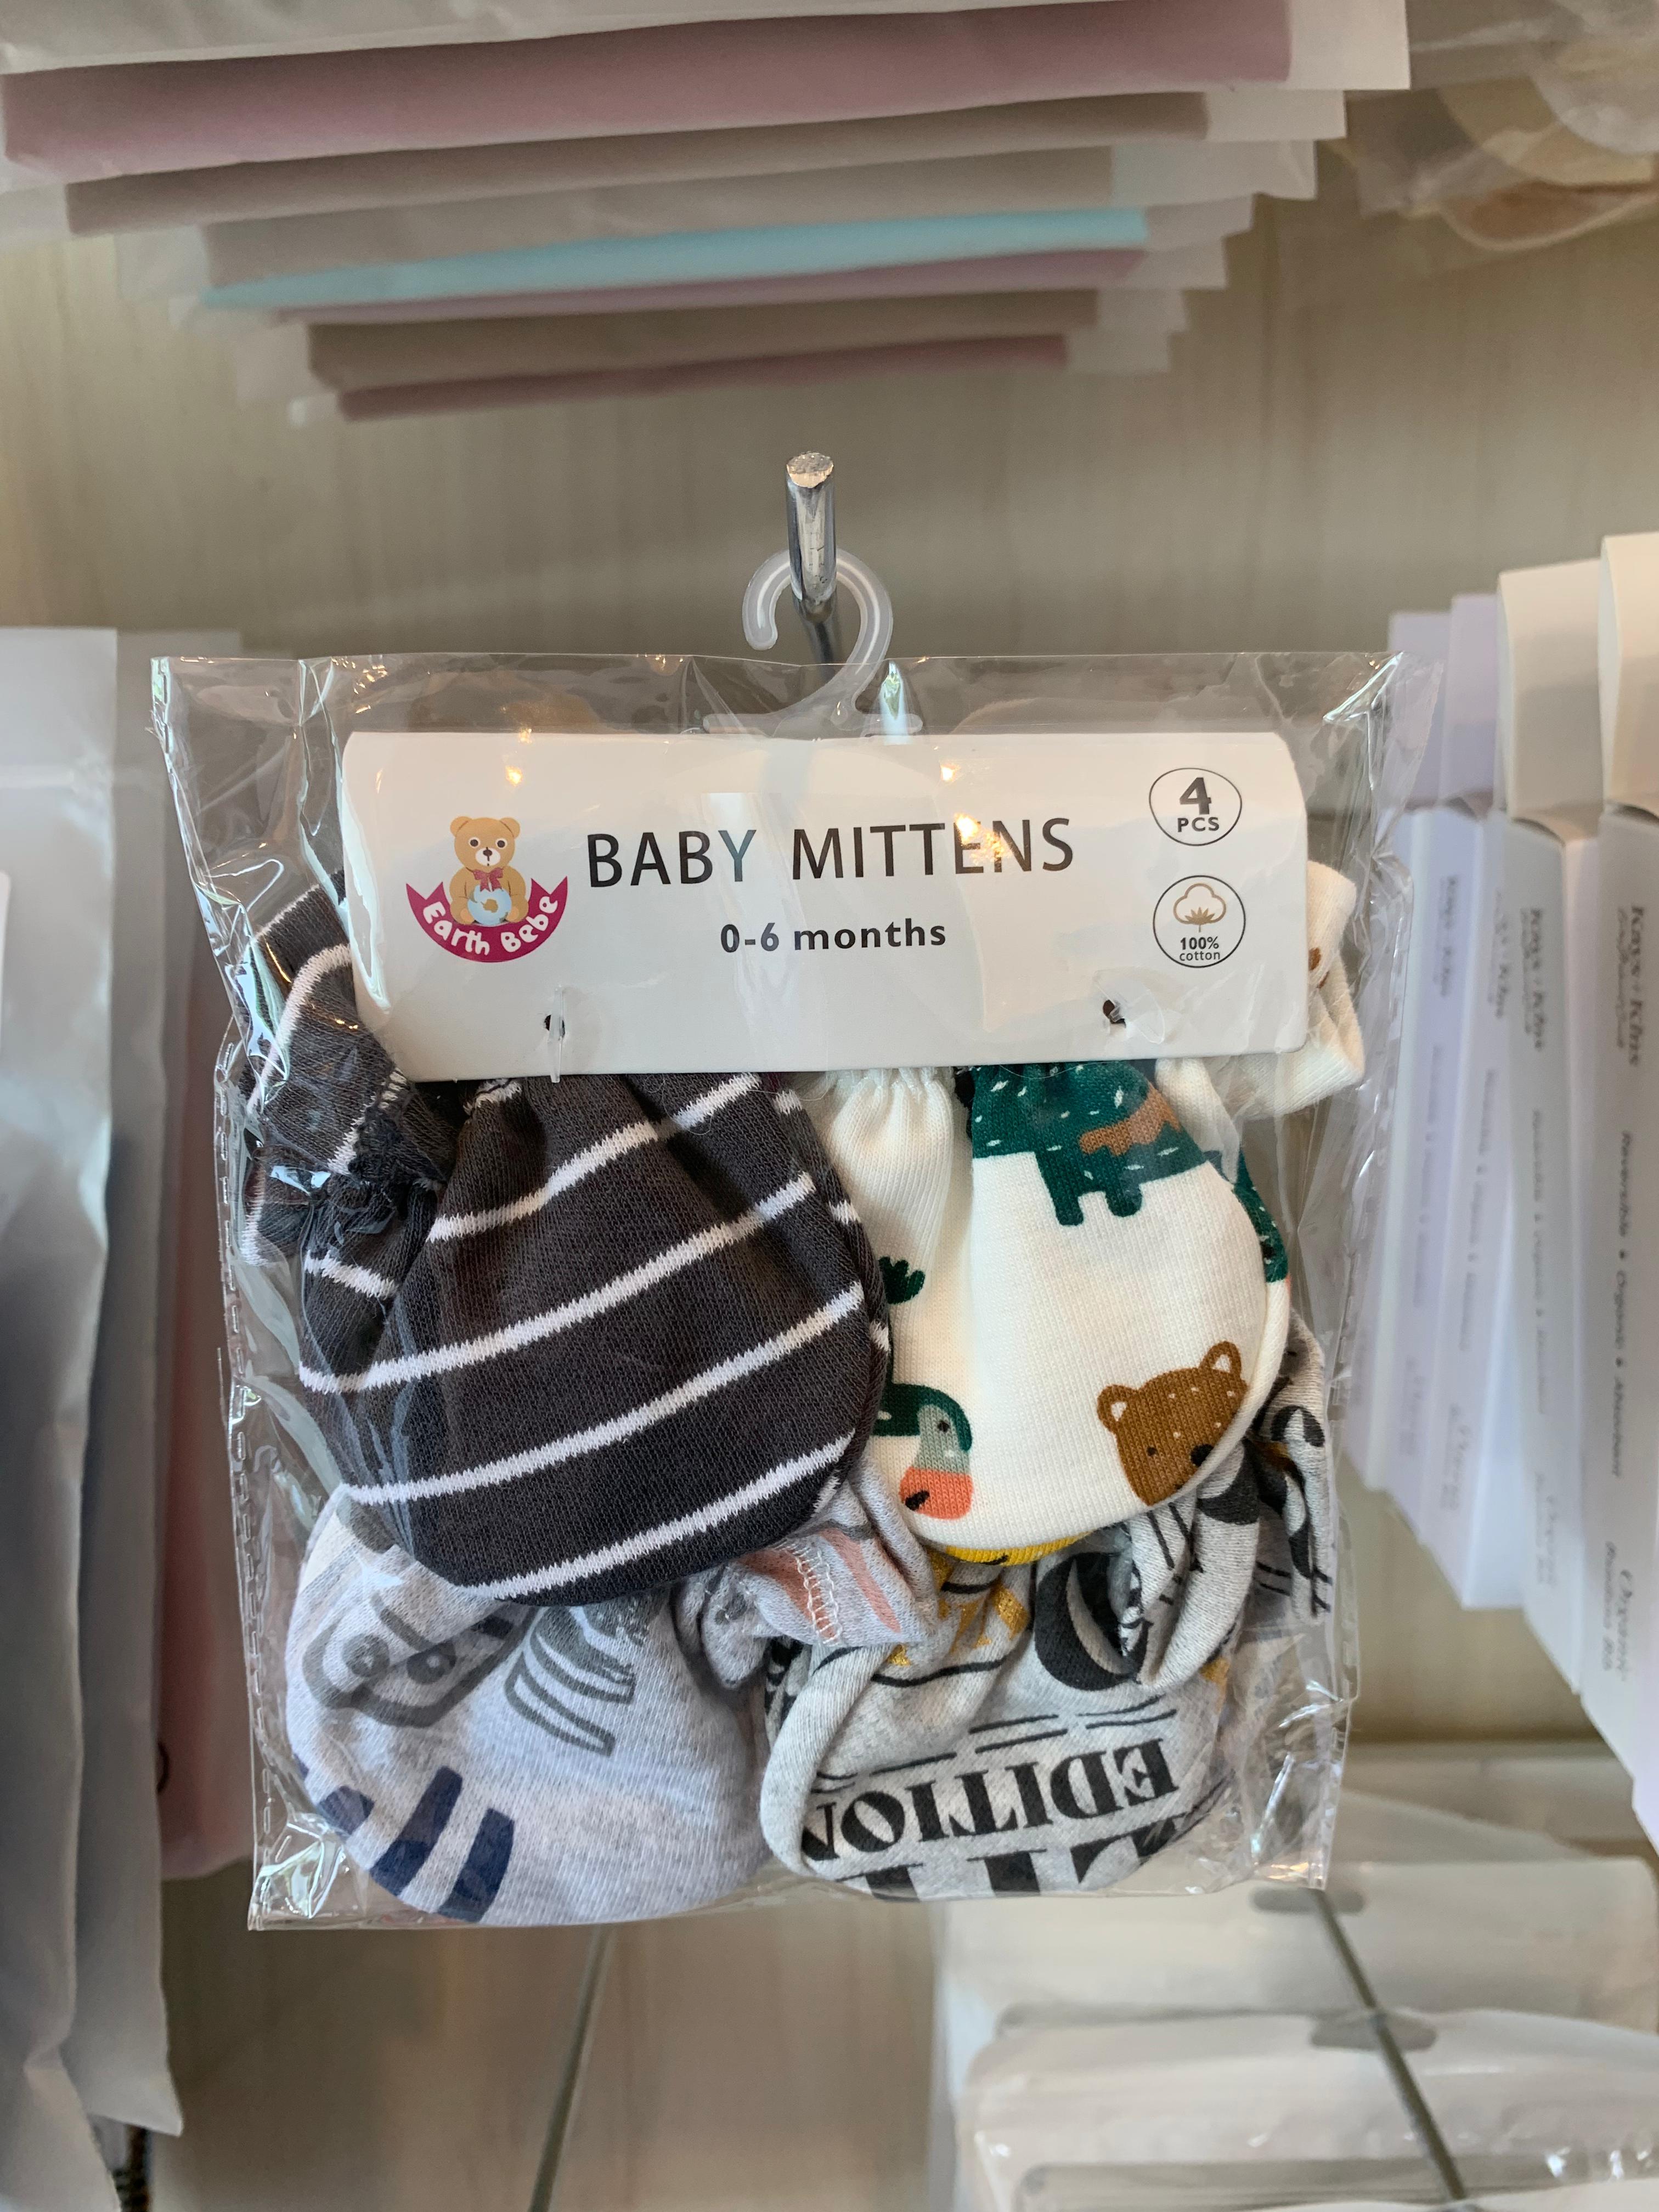 BABY MITTENS
0-6 months
Earth Bebe
4
PCS
100%
cotton
EDITION